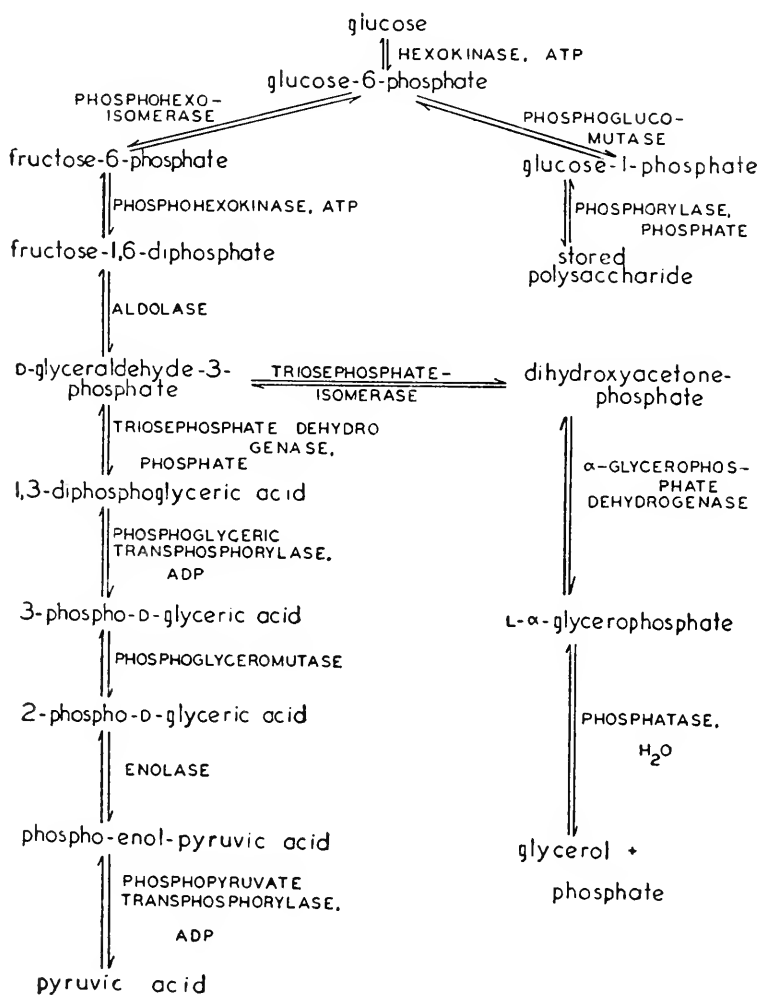 glucose
HEXOKINASE, ATP
glucose-6-phosphate
PHOSPHOHEXO-
ISOMERASE
PHOSPHOGLUCO-
MUTASE
fructose-6-phosphate
glucose-1-phosphate
PHOSPHOHEXOKINASE, ATP
PHOSPHORYLASE,
PHOSPHATE
fructose-1,6-diphosphate
stored
polysaccharide
ALDOLASE
D-glyceraldehyde-3-
phosphate
TRIOSEPHOSPHATE-
ISOMERASE
dihydroxyacetone-
phosphate
TRIOSEPHOSPHATE DEHYDRO
GENASE,
PHOSPHATE
α-GLYCEROPHOS-
PHATE
DEHYDROGENASE
1,3-diphosphoglyceric acid
PHOSPHOGLYCERIC
TRANSPHOSPHORYLASE,
ADP
3-phospho-D-glyceric acid
L-α-glycerophosphate
PHOSPHOGLYCEROMUTASE
2-phospho-D-glyceric acid
PHOSPHATASE,
H₂O
ENOLASE
phospho-enol-pyruvic acid
glycerol +
phosphate
PHOSPHOPYRUVATE
TRANSPHOSPHORYLASE,
ADP
pyruvic acid